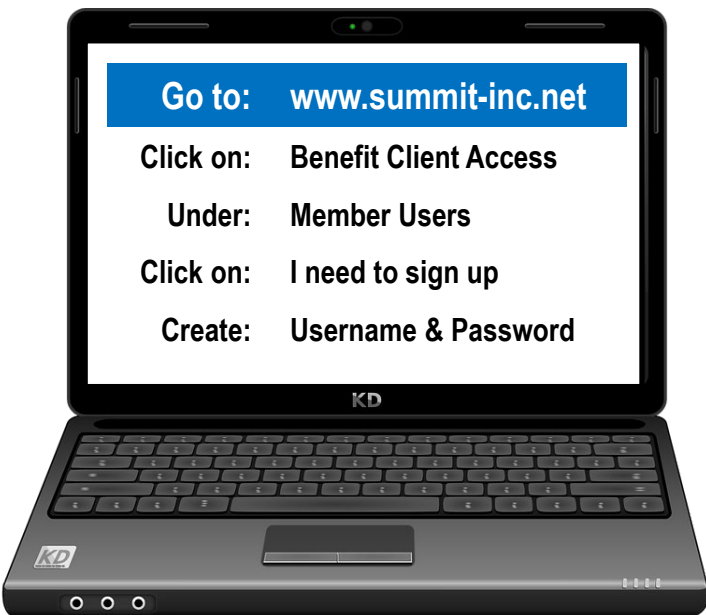 Go to: www.summit-inc.net
Click on: Benefit Client Access
Under: Member Users
Click on: I need to sign up
Create: Username & Password
KD
KD